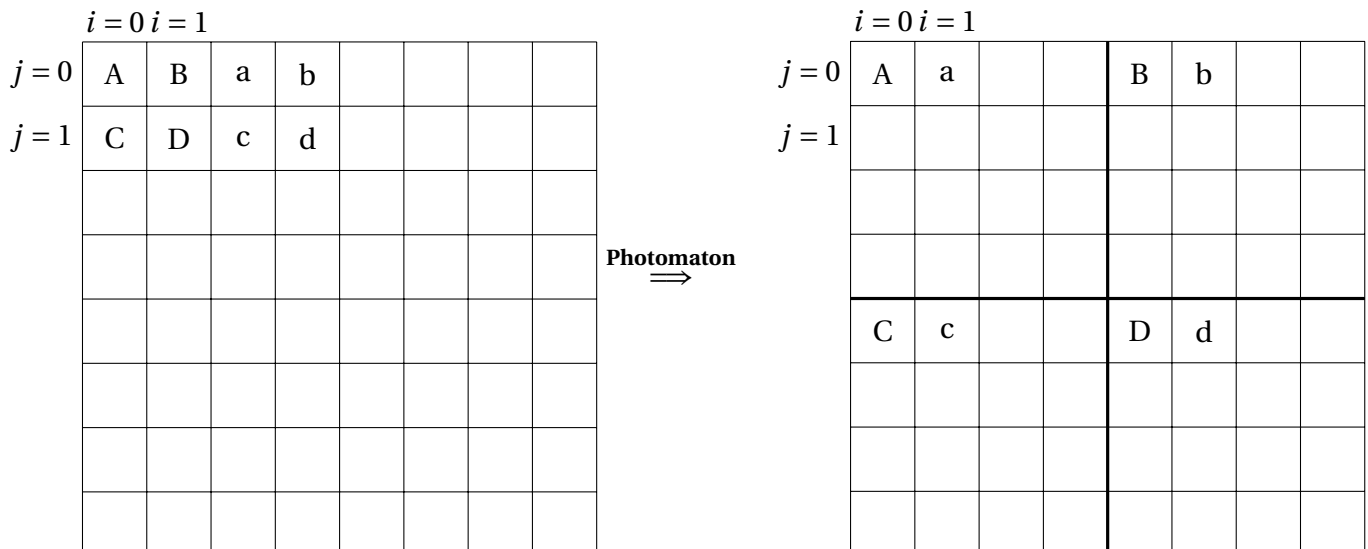 i = 0 i = 1
j = 0 A B a b
j = 1 C D c d
Photomaton
⟹
i = 0 i = 1
j = 0 A a B b
j = 1
C c D d